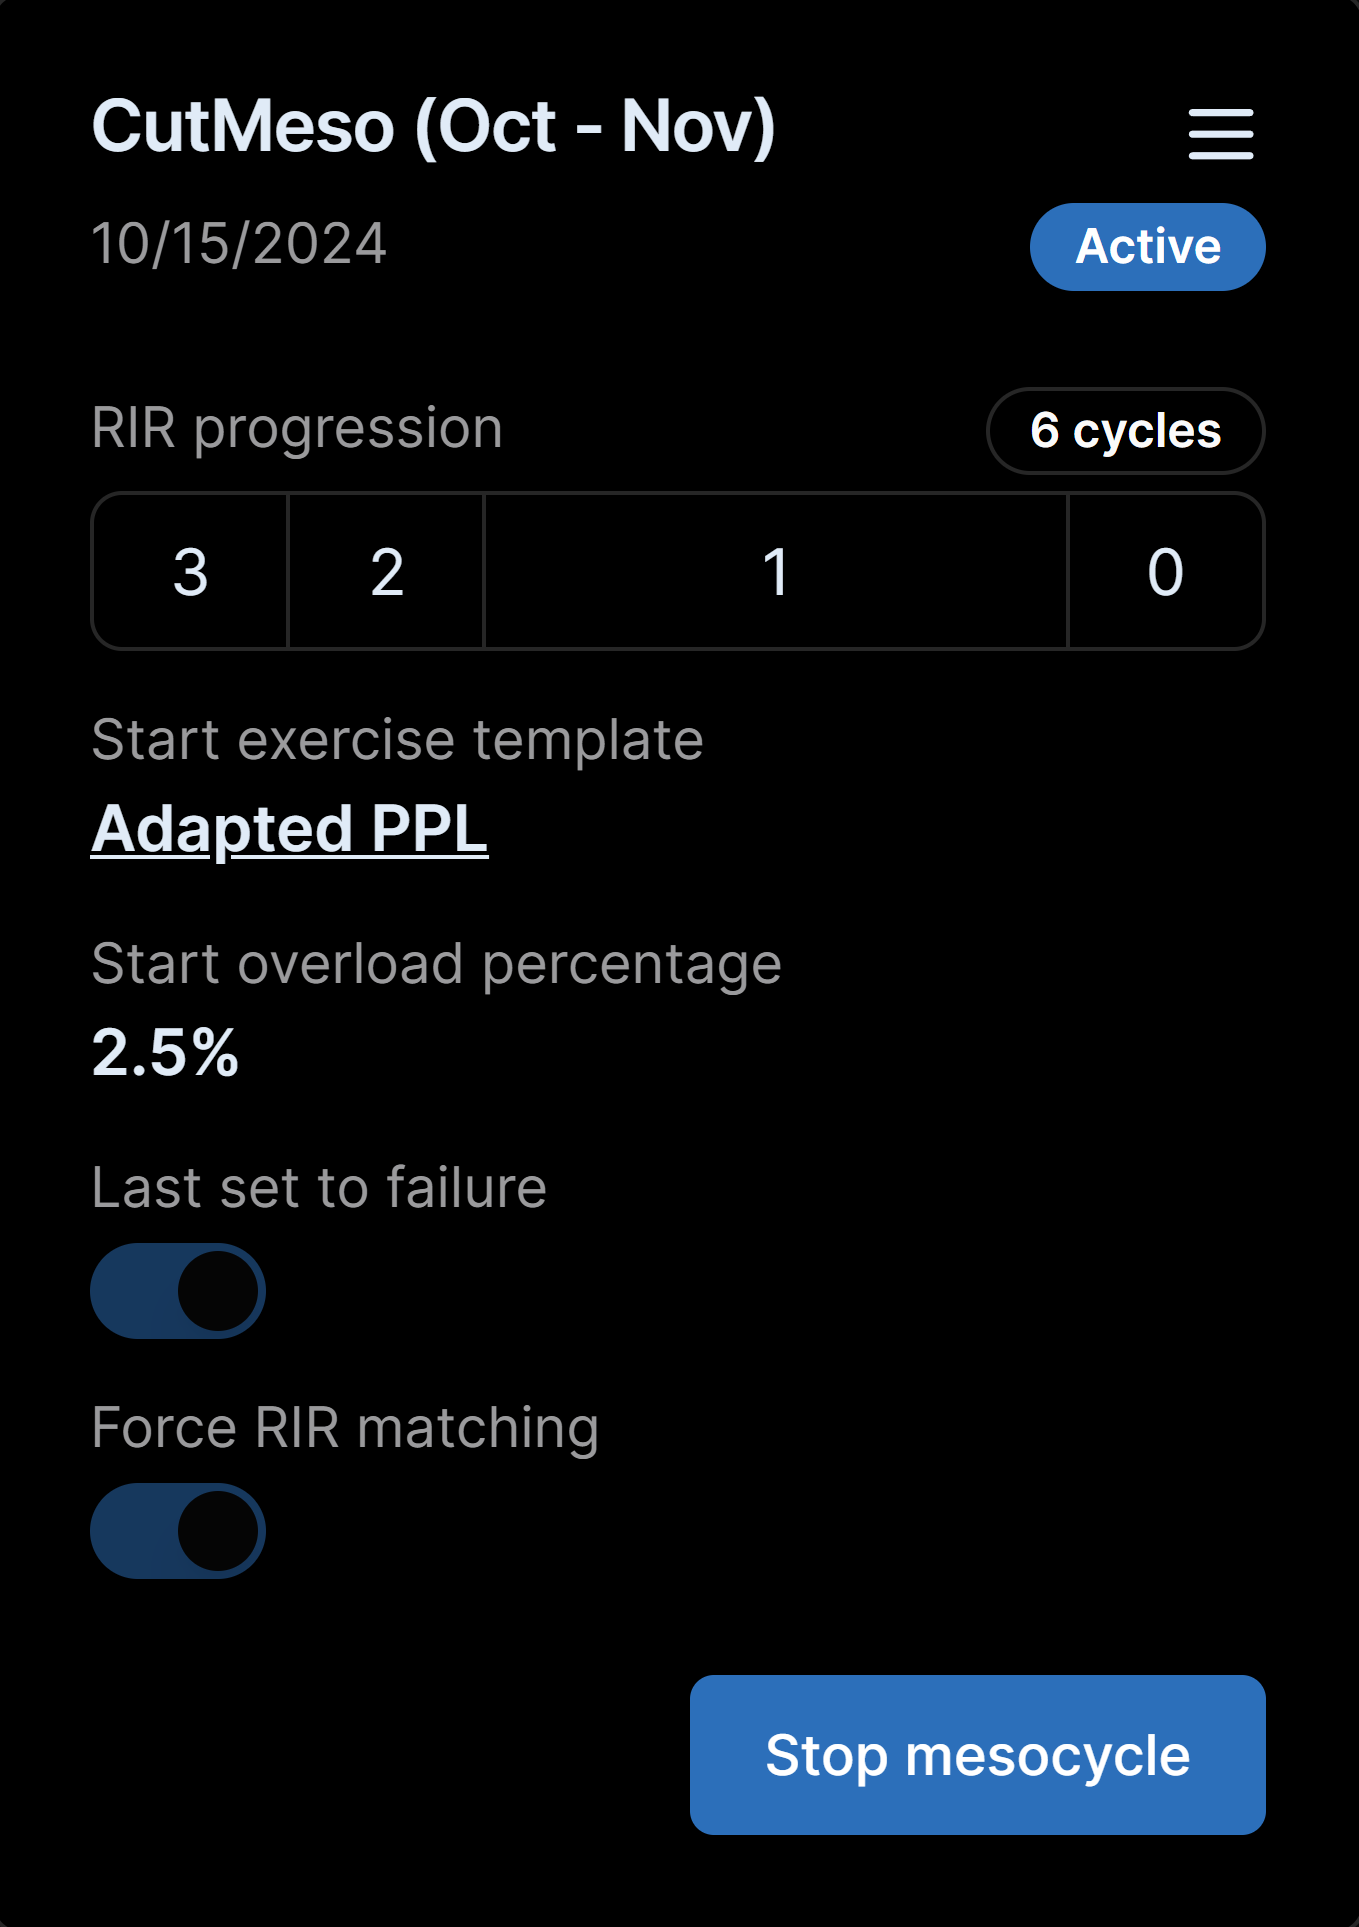 CutMeso (Oct - Nov)
10/15/2024
Active
RIR progression
6 cycles
3 2 1 0
Start exercise template
Adapted PPL
Start overload percentage
2.5%
Last set to failure
Force RIR matching
Stop mesocycle